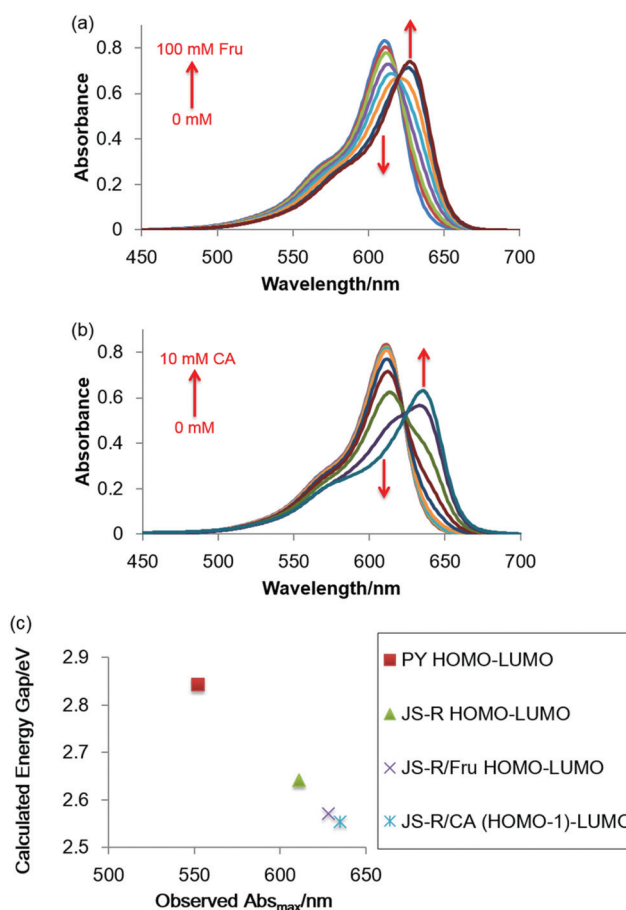 (a)
100 mM Fru
0 mM
0.8
0.6
0.4
0.2
0
Absorbance
450 500 550 600 650 700
Wavelength/nm
(b)
10 mM CA
0 mM
0.8
0.6
0.4
0.2
0
Absorbance
450 500 550 600 650 700
Wavelength/nm
(c)
2.9
2.8
2.7
2.6
2.5
Calculated Energy Gap/eV
500 550 600 650
Observed Absmax/nm
PY HOMO-LUMO
JS-R HOMO-LUMO
JS-R/Fru HOMO-LUMO
JS-R/CA (HOMO-1)-LUMO